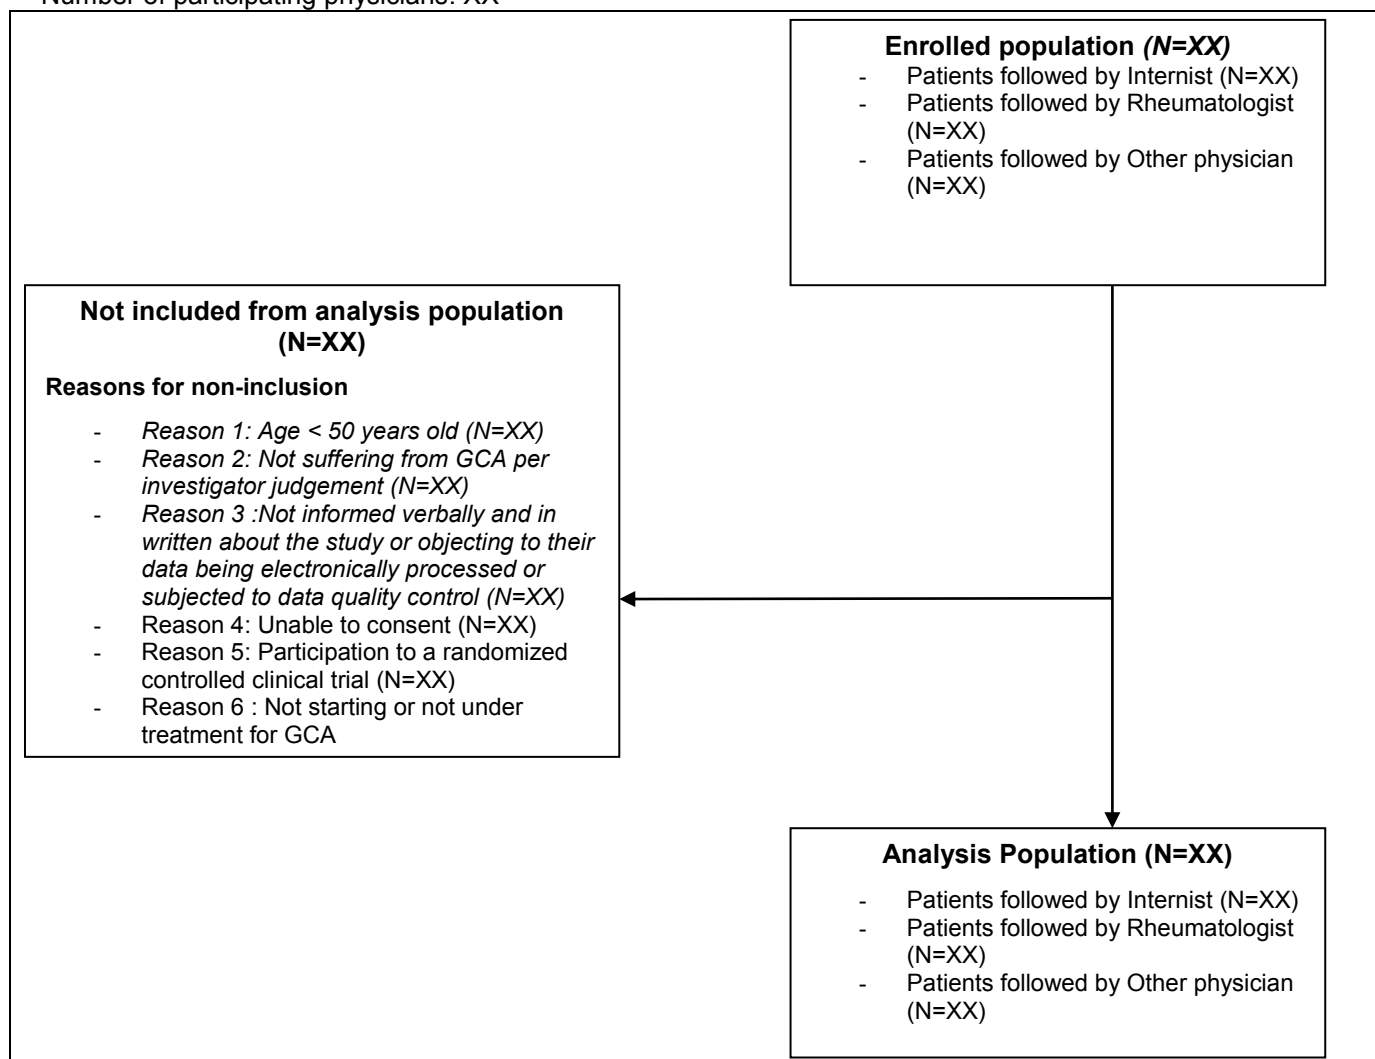 Number of participating physicians: XX
Enrolled population (N=XX)
- Patients followed by Internist (N=XX)
- Patients followed by Rheumatologist
(N=XX)
- Patients followed by Other physician
(N=XX)
Not included from analysis population
(N=XX)
Reasons for non-inclusion
- Reason 1: Age < 50 years old (N=XX)
- Reason 2: Not suffering from GCA per
investigator judgement (N=XX)
- Reason 3 :Not informed verbally and in
written about the study or objecting to their
data being electronically processed or
subjected to data quality control (N=XX)
- Reason 4: Unable to consent (N=XX)
- Reason 5: Participation to a randomized
controlled clinical trial (N=XX)
- Reason 6 : Not starting or not under
treatment for GCA
Analysis Population (N=XX)
- Patients followed by Internist (N=XX)
- Patients followed by Rheumatologist
(N=XX)
- Patients followed by Other physician
(N=XX)